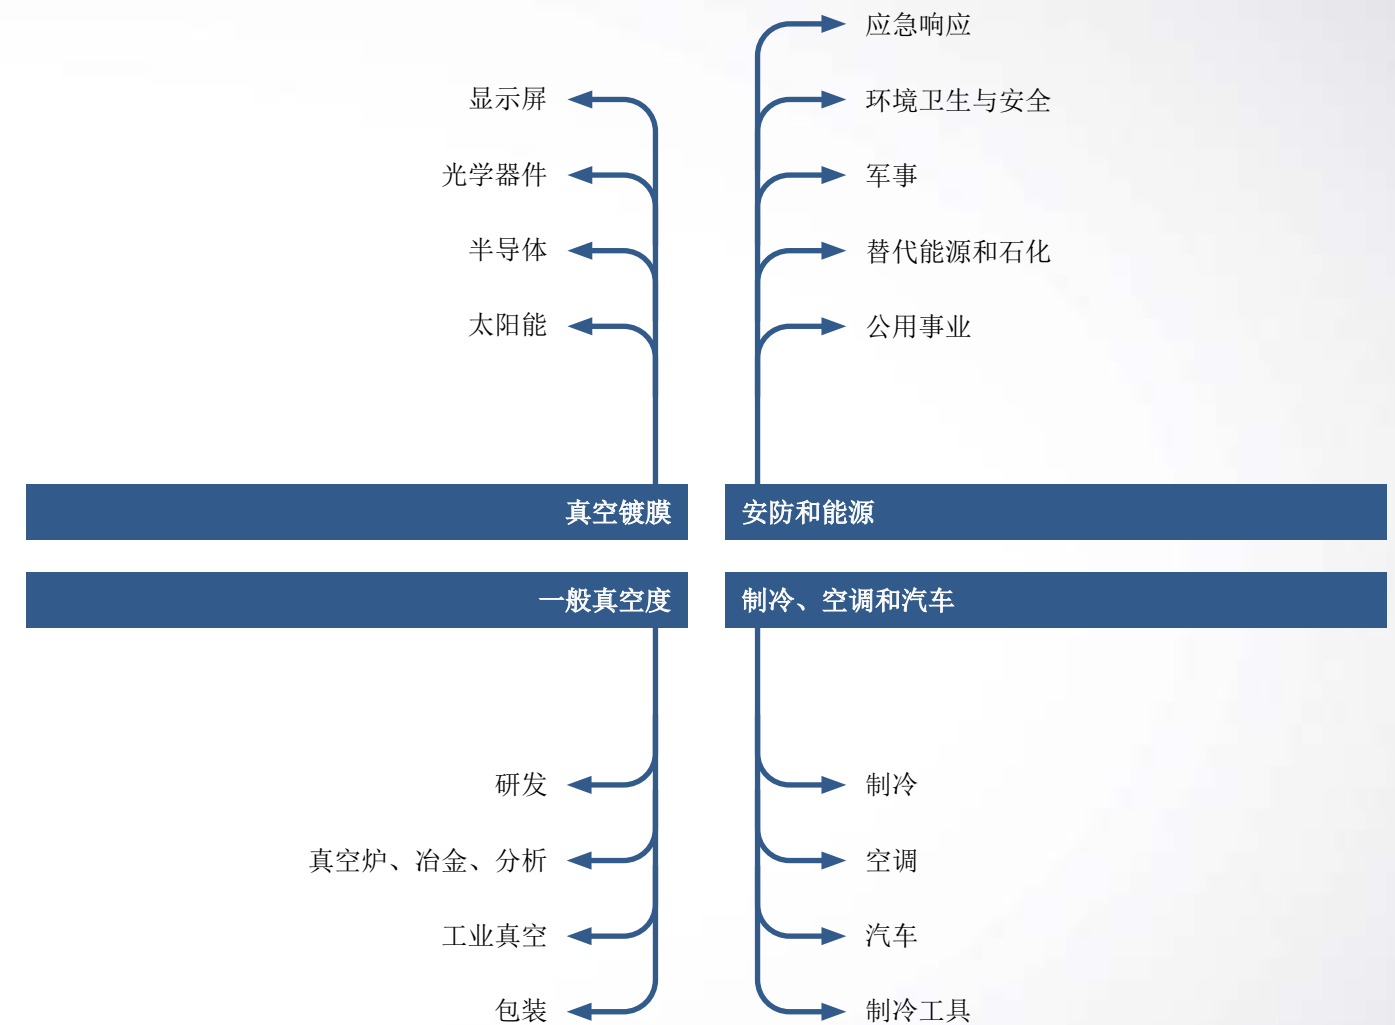 显示屏
光学器件
半导体
太阳能
真空镀膜
应急响应
环境卫生与安全
军事
替代能源和石化
公用事业
安防和能源
一般真空度
研发
真空炉、冶金、分析
工业真空
包装
制冷、空调和汽车
制冷
空调
汽车
制冷工具